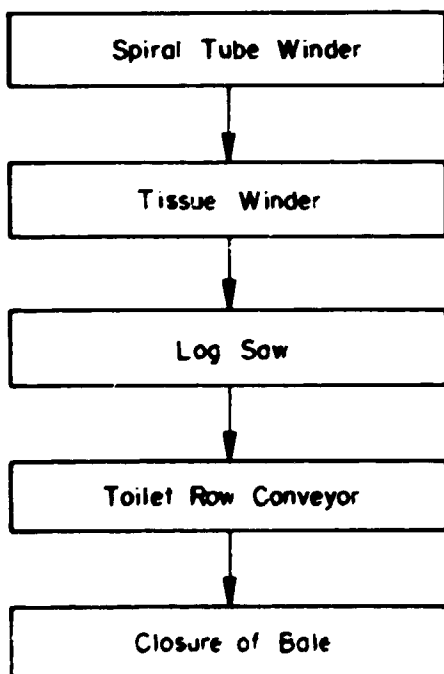 Spiral Tube Winder
Tissue Winder
Log Saw
Toilet Row Conveyor
Closure of Bale